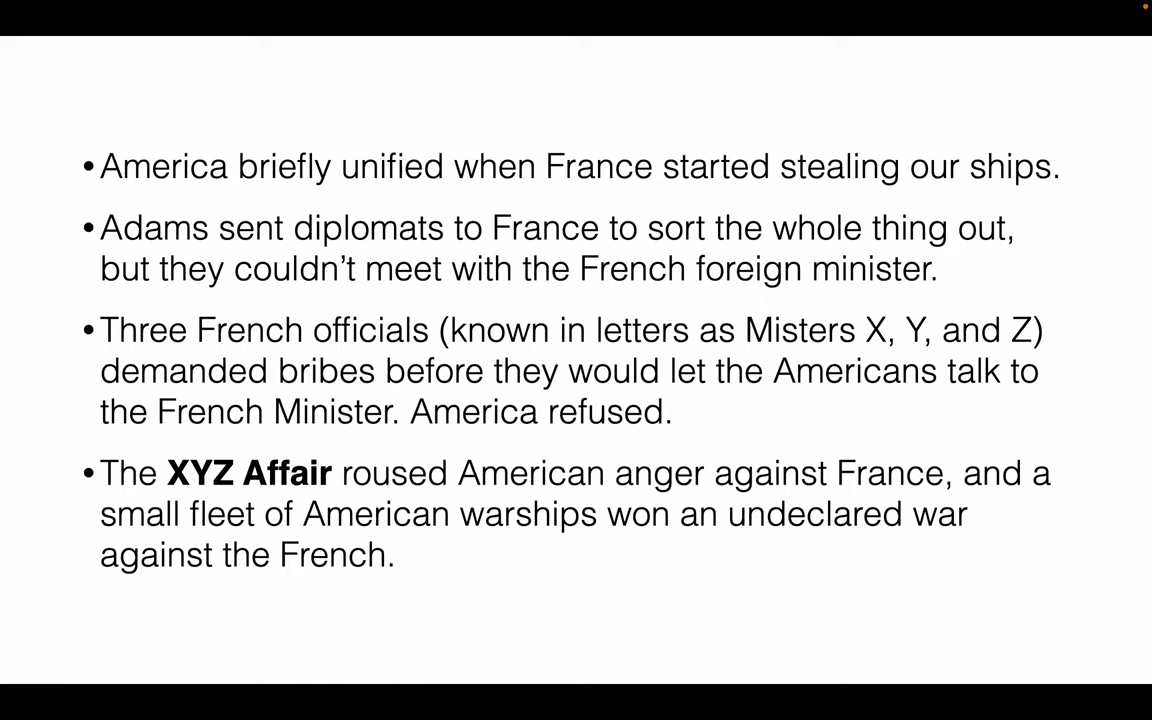 •America briefly unified when France started stealing our ships.
•Adams sent diplomats to France to sort the whole thing out,
but they couldn’t meet with the French foreign minister.
•Three French officials (known in letters as Misters X, Y, and Z)
demanded bribes before they would let the Americans talk to
the French Minister. America refused.
•The XYZ Affair roused American anger against France, and a
small fleet of American warships won an undeclared war
against the French.